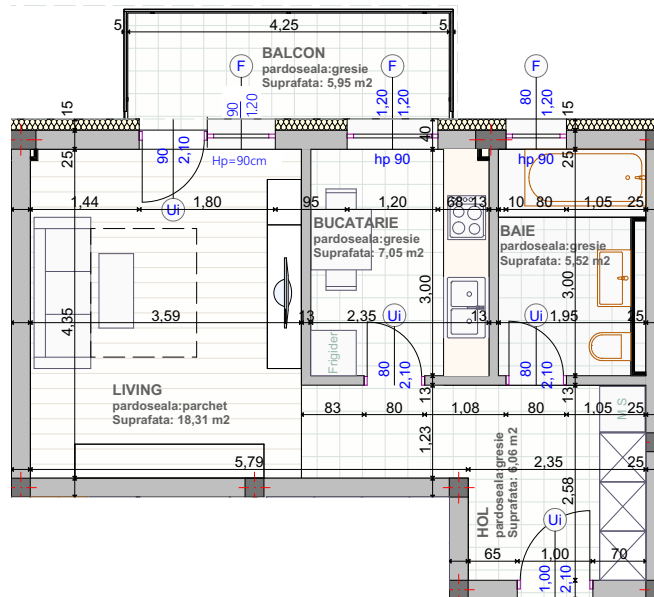 5 4,25 5
BALCON
pardoseala:gresie
Suprafata: 5,95 m2
F F F
90 1.20
1,20 1,20
80 1,20
15 15
90 2,10
Hp=90cm
hp 90
hp 90
25 40 25
Ui
1,44 1,80 95 1,20 68 13 10 80 1,05 25
BUCATARIE
pardoseala:gresie
Suprafata: 7,05 m2
BAIE
pardoseala:gresie
Suprafata: 5,52 m2
4,35 3,00 3,00
3,59 13 2,35 Ui 13 Ui 1,95 25
Frigider
80 2,10
80 2,10
LIVING
pardoseala:parchet
Suprafata: 18,31 m2
13 13
M S
83 80 1,08 80 1,05 25
1,23
5,79 2,35 25
HOL
pardoseala:gresie
Suprafata: 6,06 m2
2,58
Ui
65 1,00 70
1,00 2,10